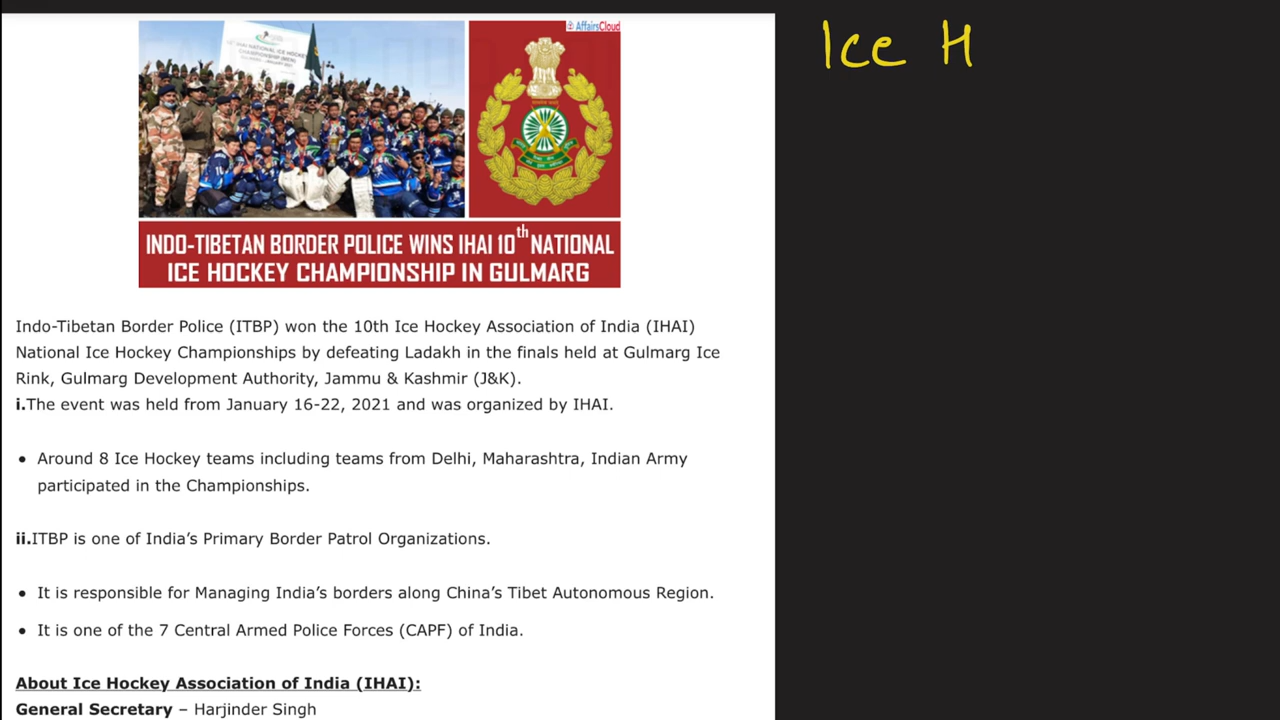 AffairsCloud
Ice H
IHAI NATIONAL ICE HOCKEY
CHAMPIONSHIP (MEN)
INDO-TIBETAN BORDER POLICE WINS IHAI 10th NATIONAL
ICE HOCKEY CHAMPIONSHIP IN GULMARG
Indo-Tibetan Border Police (ITBP) won the 10th Ice Hockey Association of India (IHAI)
National Ice Hockey Championships by defeating Ladakh in the finals held at Gulmarg Ice
Rink, Gulmarg Development Authority, Jammu & Kashmir (J&K).
i.The event was held from January 16-22, 2021 and was organized by IHAI.
• Around 8 Ice Hockey teams including teams from Delhi, Maharashtra, Indian Army
participated in the Championships.
ii.ITBP is one of India’s Primary Border Patrol Organizations.
• It is responsible for Managing India’s borders along China’s Tibet Autonomous Region.
• It is one of the 7 Central Armed Police Forces (CAPF) of India.
About Ice Hockey Association of India (IHAI):
General Secretary – Harjinder Singh